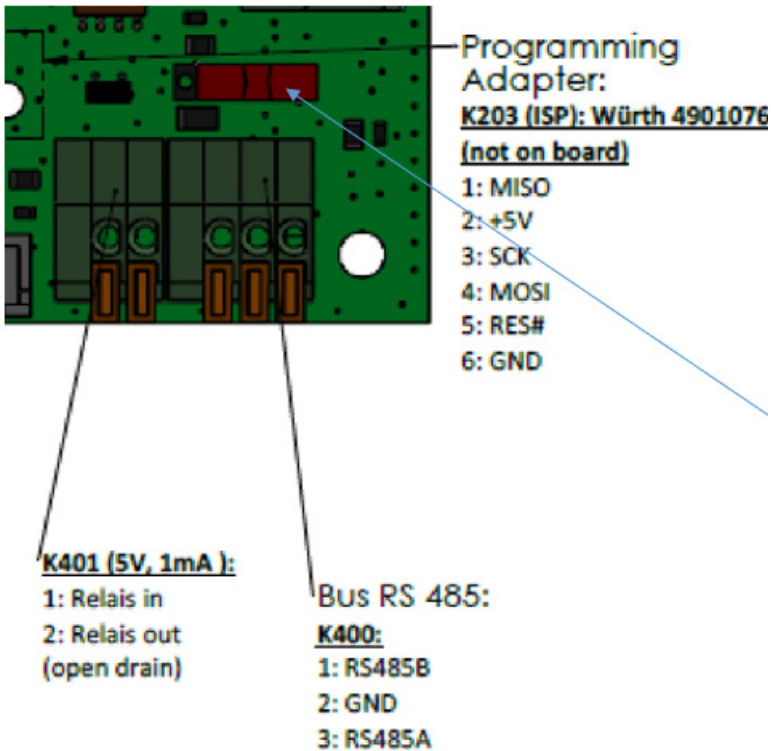 Programming
Adapter:
K203 (ISP): Würth 4901076
(not on board)
1: MISO
2: +5V
3: SCK
4: MOSI
5: RES#
6: GND
K401 (5V, 1mA ):
1: Relais in
2: Relais out
(open drain)
Bus RS 485:
K400:
1: RS485B
2: GND
3: RS485A